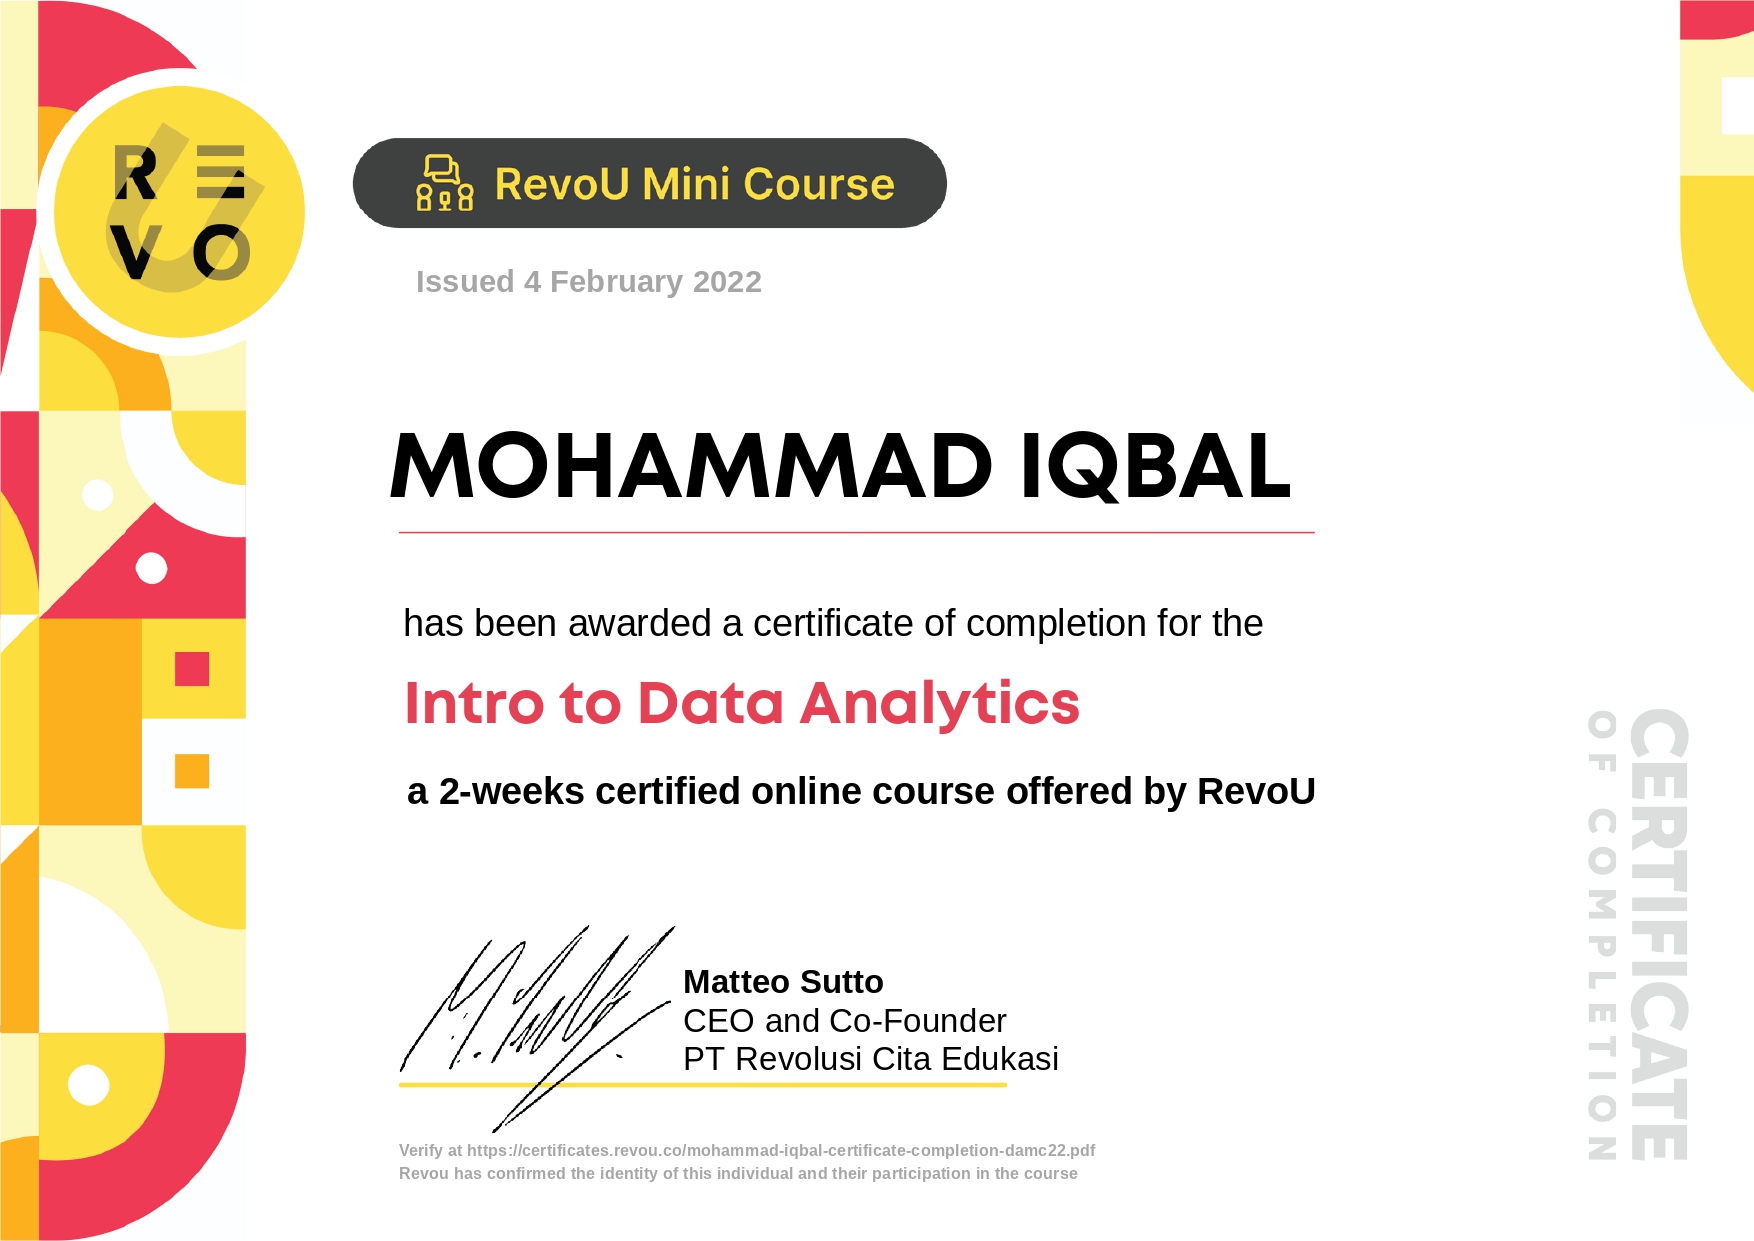 REVO
U
RevoU Mini Course
Issued 4 February 2022
MOHAMMAD IQBAL
has been awarded a certificate of completion for the
Intro to Data Analytics
a 2-weeks certified online course offered by RevoU
Matteo Sutto
CEO and Co-Founder
PT Revolusi Cita Edukasi
Verify at https://certificates.revou.co/mohammad-iqbal-certificate-completion-damc22.pdf
Revou has confirmed the identity of this individual and their participation in the course
CERTIFICATE
OF COMPLETION